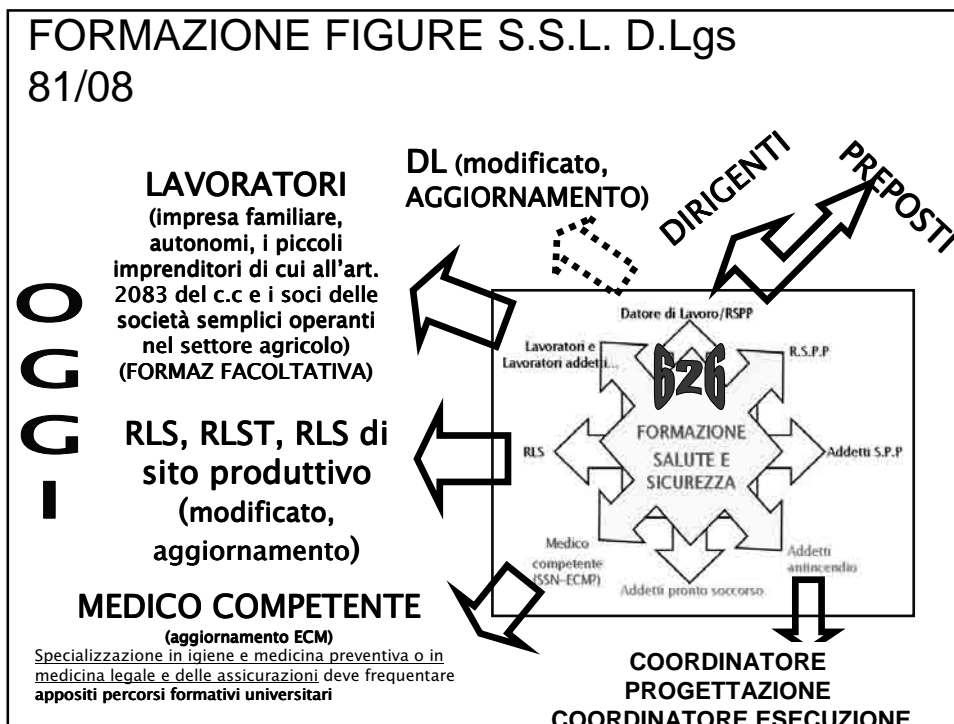 FORMAZIONE FIGURE S.S.L. D.Lgs
81/08
O
G
G
I
LAVORATORI
(impresa familiare,
autonomi, i piccoli
imprenditori di cui all'art.
2083 del c.c e i soci delle
società semplici operanti
nel settore agricolo)
(FORMAZ FACOLTATIVA)
DL (modificato,
AGGIORNAMENTO)
DIRIGENTI
PREPOSTI
RLS, RLST, RLS di
sito produttivo
(modificato,
aggiornamento)
MEDICO COMPETENTE
(aggiornamento ECM)
Specializzazione in igiene e medicina preventiva o in
medicina legale e delle assicurazioni deve frequentare
appositi percorsi formativi universitari
Datore di Lavoro/RSPP
Lavoratori e
Lavoratori addetti...
626
R.S.P.P
FORMAZIONE
SALUTE E
SICUREZZA
RLS
Addetti S.P.P
Medico
competente
(SSN-ECM?)
Addetti pronto soccorso
Addetti
antincendio
COORDINATORE
PROGETTAZIONE
COORDINATORE ESECUZIONE